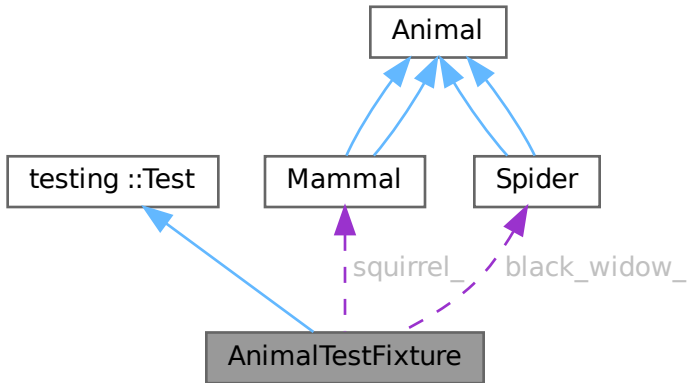 Animal
testing ::Test
Mammal
Spider
squirrel_
black_widow_
AnimalTestFixture